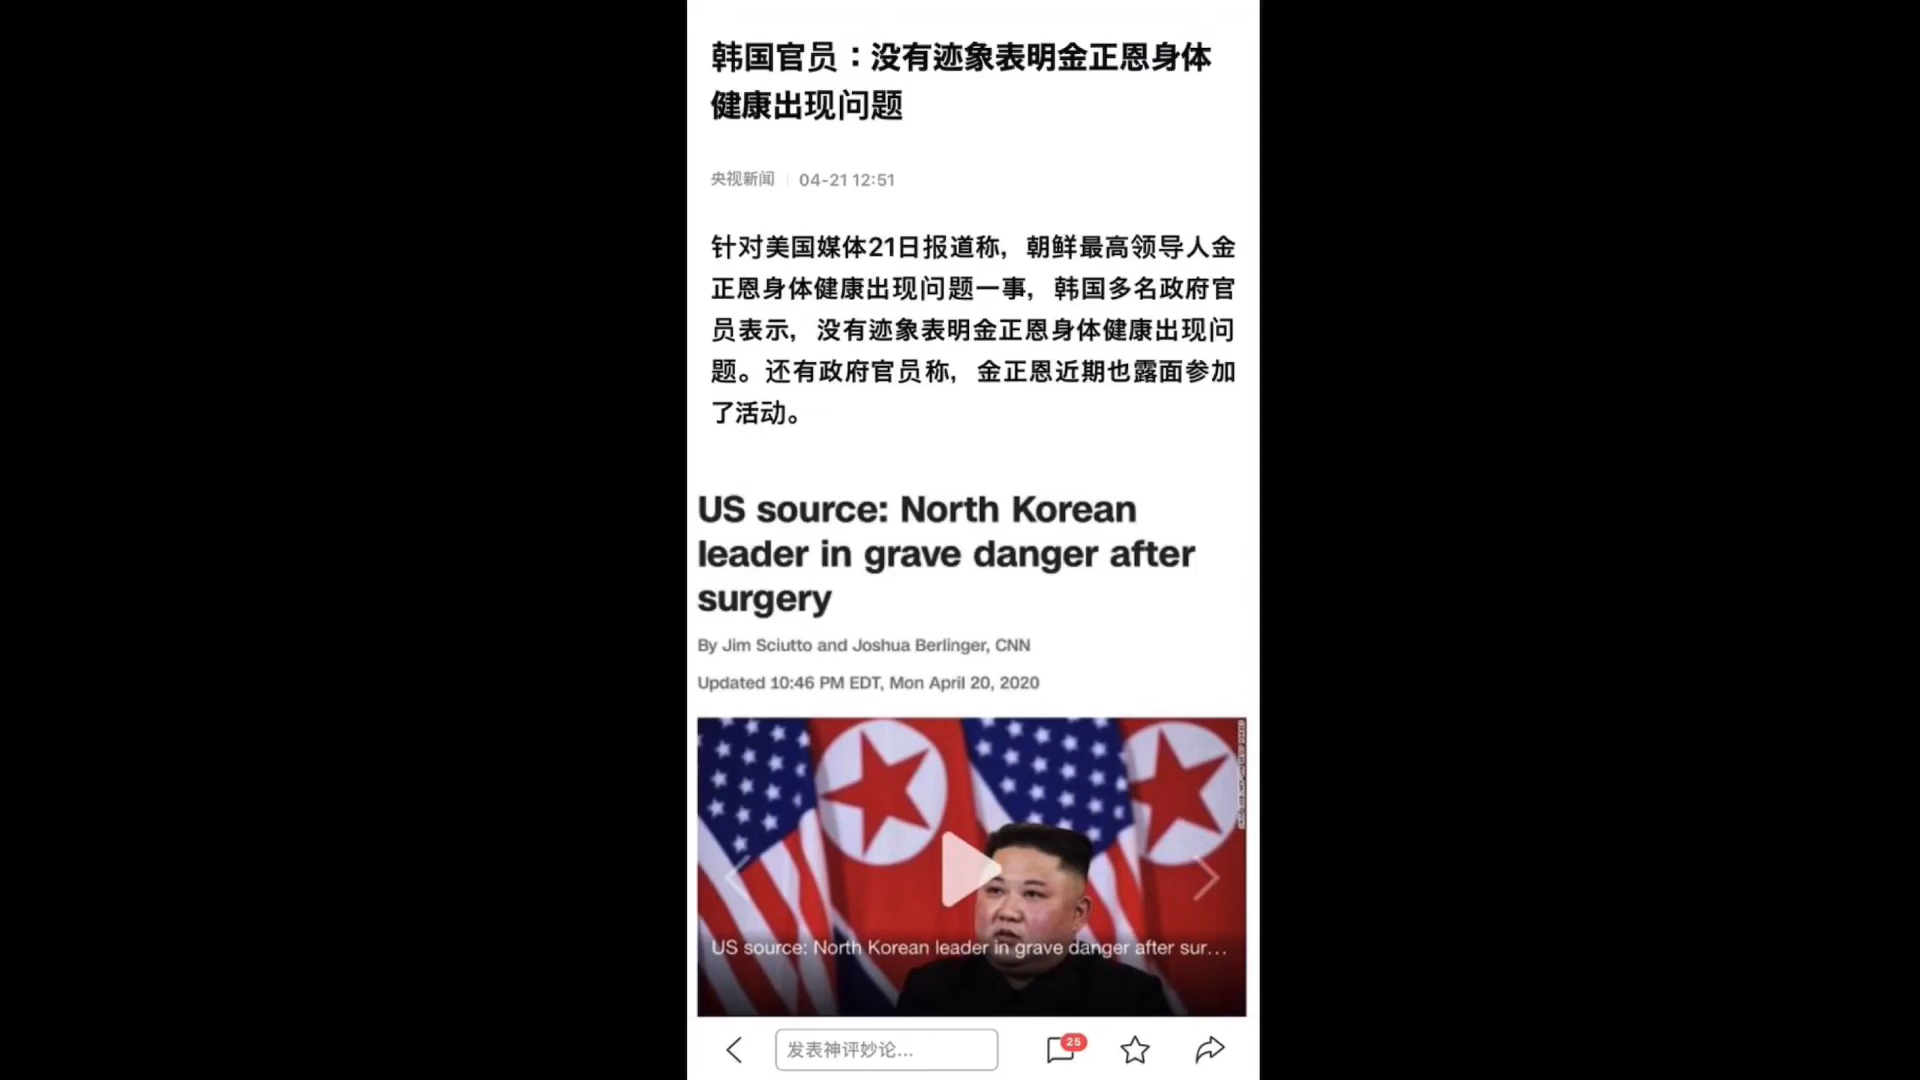 韩国官员：没有迹象表明金正恩身体
健康出现问题
央视新闻 | 04-21 12:51
针对美国媒体21日报道称，朝鲜最高领导人金
正恩身体健康出现问题一事，韩国多名政府官
员表示，没有迹象表明金正恩身体健康出现问
题。还有政府官员称，金正恩近期也露面参加
了活动。
US source: North Korean
leader in grave danger after
surgery
By Jim Sciutto and Joshua Berlinger, CNN
Updated 10:46 PM EDT, Mon April 20, 2020
US source: North Korean leader in grave danger after sur...
发表神评妙论...
25